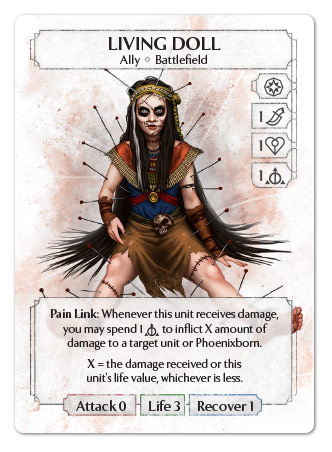 LIVING DOLL
Ally ◇ Battlefield
1
1
1
Pain Link: Whenever this unit receives damage,
you may spend 1 to inflict X amount of
damage to a target unit or Phoenixborn.
X = the damage received or this
unit's life value, whichever is less.
Attack 0 Life 3 Recover 1